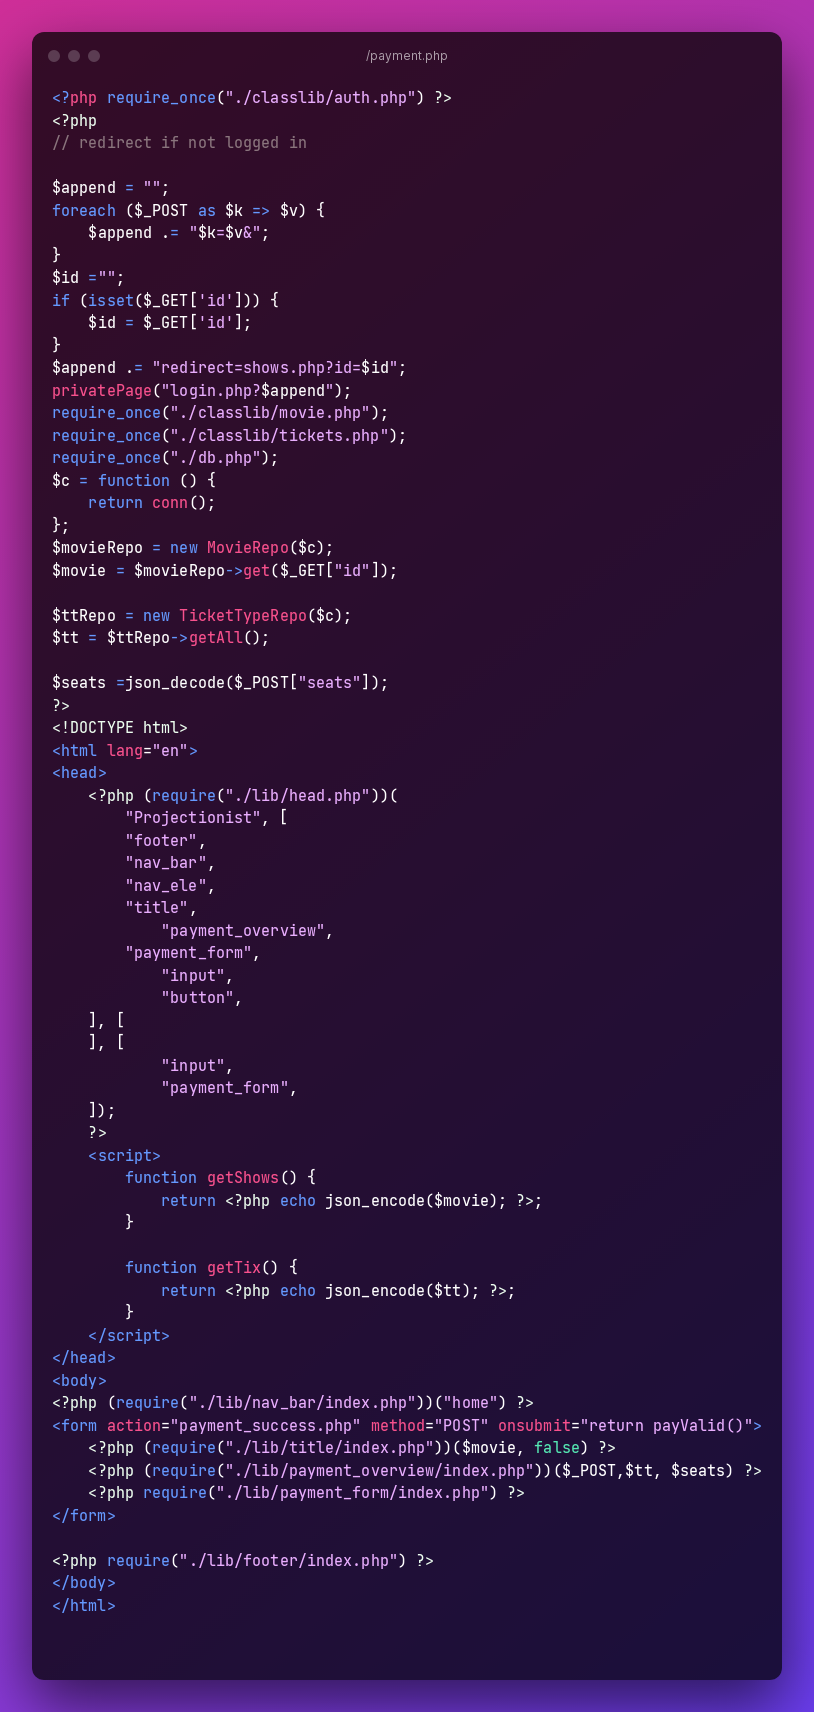 /payment.php
<?php require_once("./classlib/auth.php") ?>
<?php
// redirect if not logged in

$append = "";
foreach ($_POST as $k => $v) {
    $append .= "$k=$v&";
}
$id ="";
if (isset($_GET['id'])) {
    $id = $_GET['id'];
}
$append .= "redirect=shows.php?id=$id";
privatePage("login.php?$append");
require_once("./classlib/movie.php");
require_once("./classlib/tickets.php");
require_once("./db.php");
$c = function () {
    return conn();
};
$movieRepo = new MovieRepo($c);
$movie = $movieRepo->get($_GET["id"]);

$ttRepo = new TicketTypeRepo($c);
$tt = $ttRepo->getAll();

$seats =json_decode($_POST["seats"]);
?>
<!DOCTYPE html>
<html lang="en">
<head>
    <?php (require("./lib/head.php"))(
        "Projectionist", [
        "footer",
        "nav_bar",
        "nav_ele",
        "title",
            "payment_overview",
        "payment_form",
            "input",
            "button",
    ], [
    ], [
            "input",
            "payment_form",
    ]);
    ?>
    <script>
        function getShows() {
            return <?php echo json_encode($movie); ?>;
        }

        function getTix() {
            return <?php echo json_encode($tt); ?>;
        }
    </script>
</head>
<body>
<?php (require("./lib/nav_bar/index.php"))("home") ?>
<form action="payment_success.php" method="POST" onsubmit="return payValid()">
    <?php (require("./lib/title/index.php"))($movie, false) ?>
    <?php (require("./lib/payment_overview/index.php"))($_POST,$tt, $seats) ?>
    <?php require("./lib/payment_form/index.php") ?>
</form>

<?php require("./lib/footer/index.php") ?>
</body>
</html>